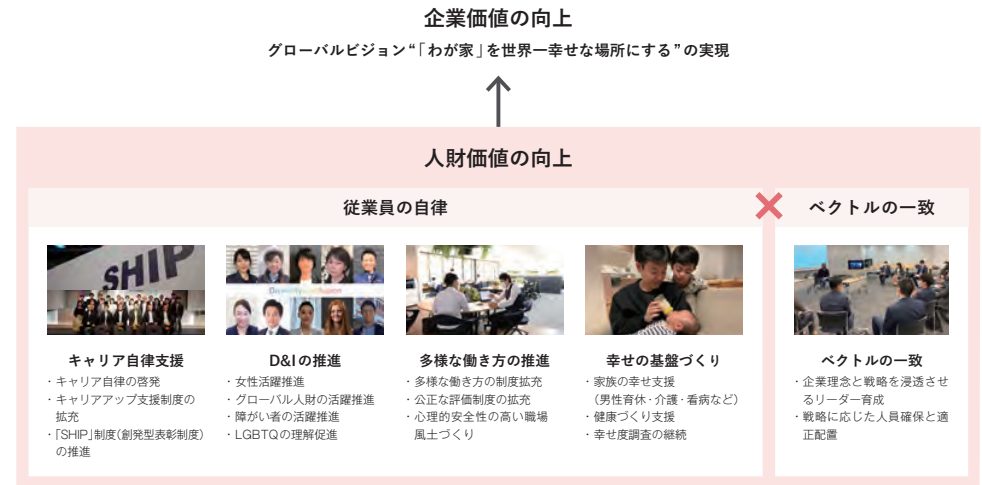 企業価値の向上
グローバルビジョン“「わが家」を世界一幸せな場所にする”の実現
人財価値の向上
従業員の自律
ベクトルの一致
SHIP
キャリア自律支援
・キャリア自律の啓発
・キャリアアップ支援制度の
拡充
・「SHIP」制度(創発型表彰制度)
の推進
D&Iの推進
・女性活躍推進
・グローバル人財の活躍推進
・障がい者の活躍推進
・LGBTQの理解促進
多様な働き方の推進
・多様な働き方の制度拡充
・公正な評価制度の拡充
・心理的安全性の高い職場
風土づくり
幸せの基盤づくり
・家族の幸せ支援
（男性育休・介護・看病など）
・健康づくり支援
・幸せ度調査の継続
ベクトルの一致
・企業理念と戦略を浸透させ
るリーダー育成
・戦略に応じた人員確保と適
正配置